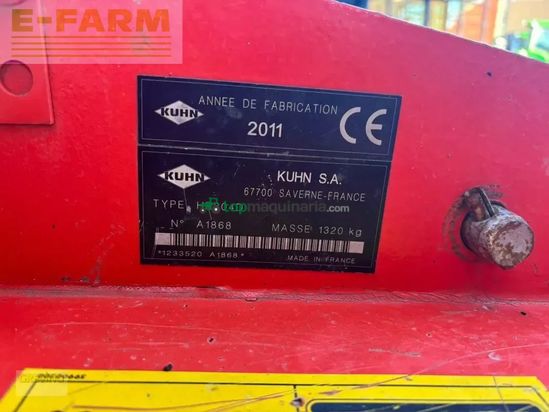 E-FARM
KUHN
ANNEE DE FABRICATION
2011
CE
KUHN
KUHN S.A.
67700 SAVERNE-FRANCE
TYPE
topmaquinaria.com
N° A1868 MASSE 1320 kg
*1233520 A1868*
MADE IN FRANCE